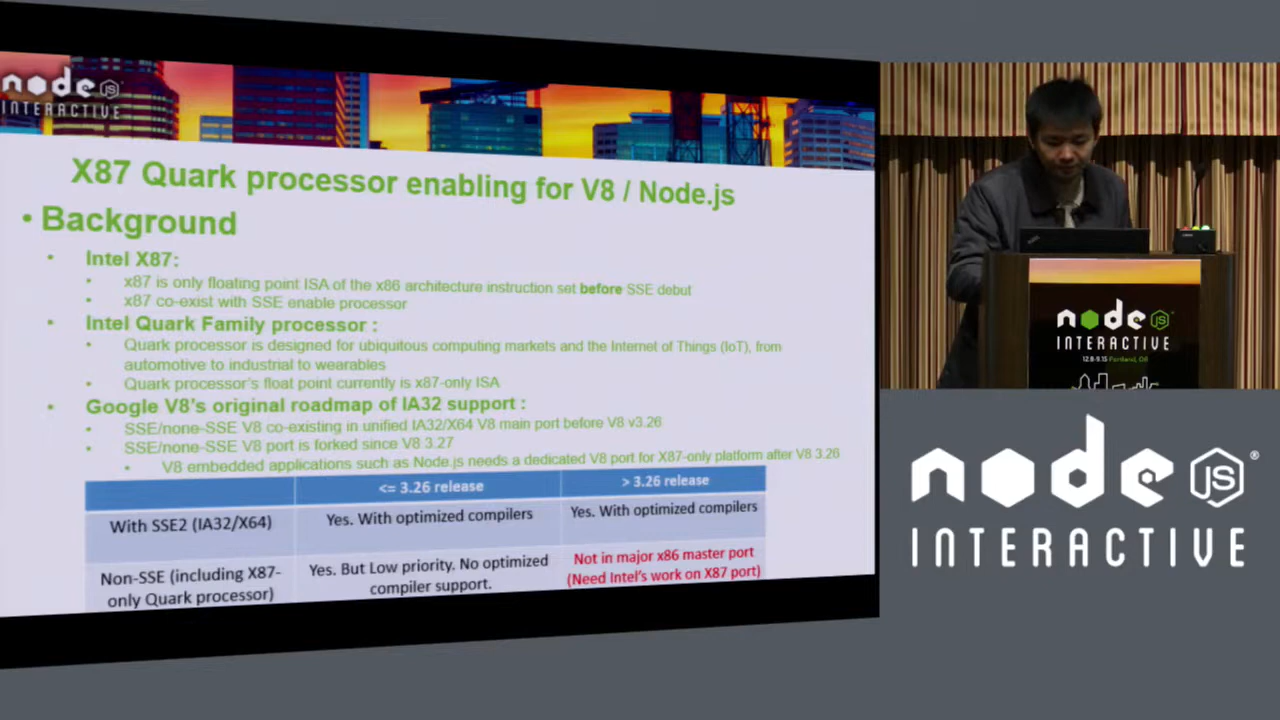 node JS
INTERACTIVE
X87 Quark processor enabling for V8 / Node.js
• Background
• Intel X87:
• x87 is only floating point ISA of the x86 architecture instruction set before SSE debut
• x87 co-exist with SSE enable processor
• Intel Quark Family processor :
• Quark processor is designed for ubiquitous computing markets and the Internet of Things (IoT), from
automotive to industrial to wearables
• Quark processor's float point currently is x87-only ISA
• Google V8's original roadmap of IA32 support :
• SSE/none-SSE V8 co-existing in unified IA32/X64 V8 main port before V8 v3.26
• SSE/none-SSE V8 port is forked since V8 3.27
• V8 embedded applications such as Node.js needs a dedicated V8 port for X87-only platform after V8 3.26
<= 3.26 release
> 3.26 release
With SSE2 (IA32/X64)
Yes. With optimized compilers
Yes. With optimized compilers
Non-SSE (including X87-
only Quark processor)
Yes. But Low priority. No optimized
compiler support.
Not in major x86 master port
(Need Intel's work on X87 port)
node JS
INTERACTIVE
12.8-9.15 Portland, OR
node JS®
INTERACTIVE